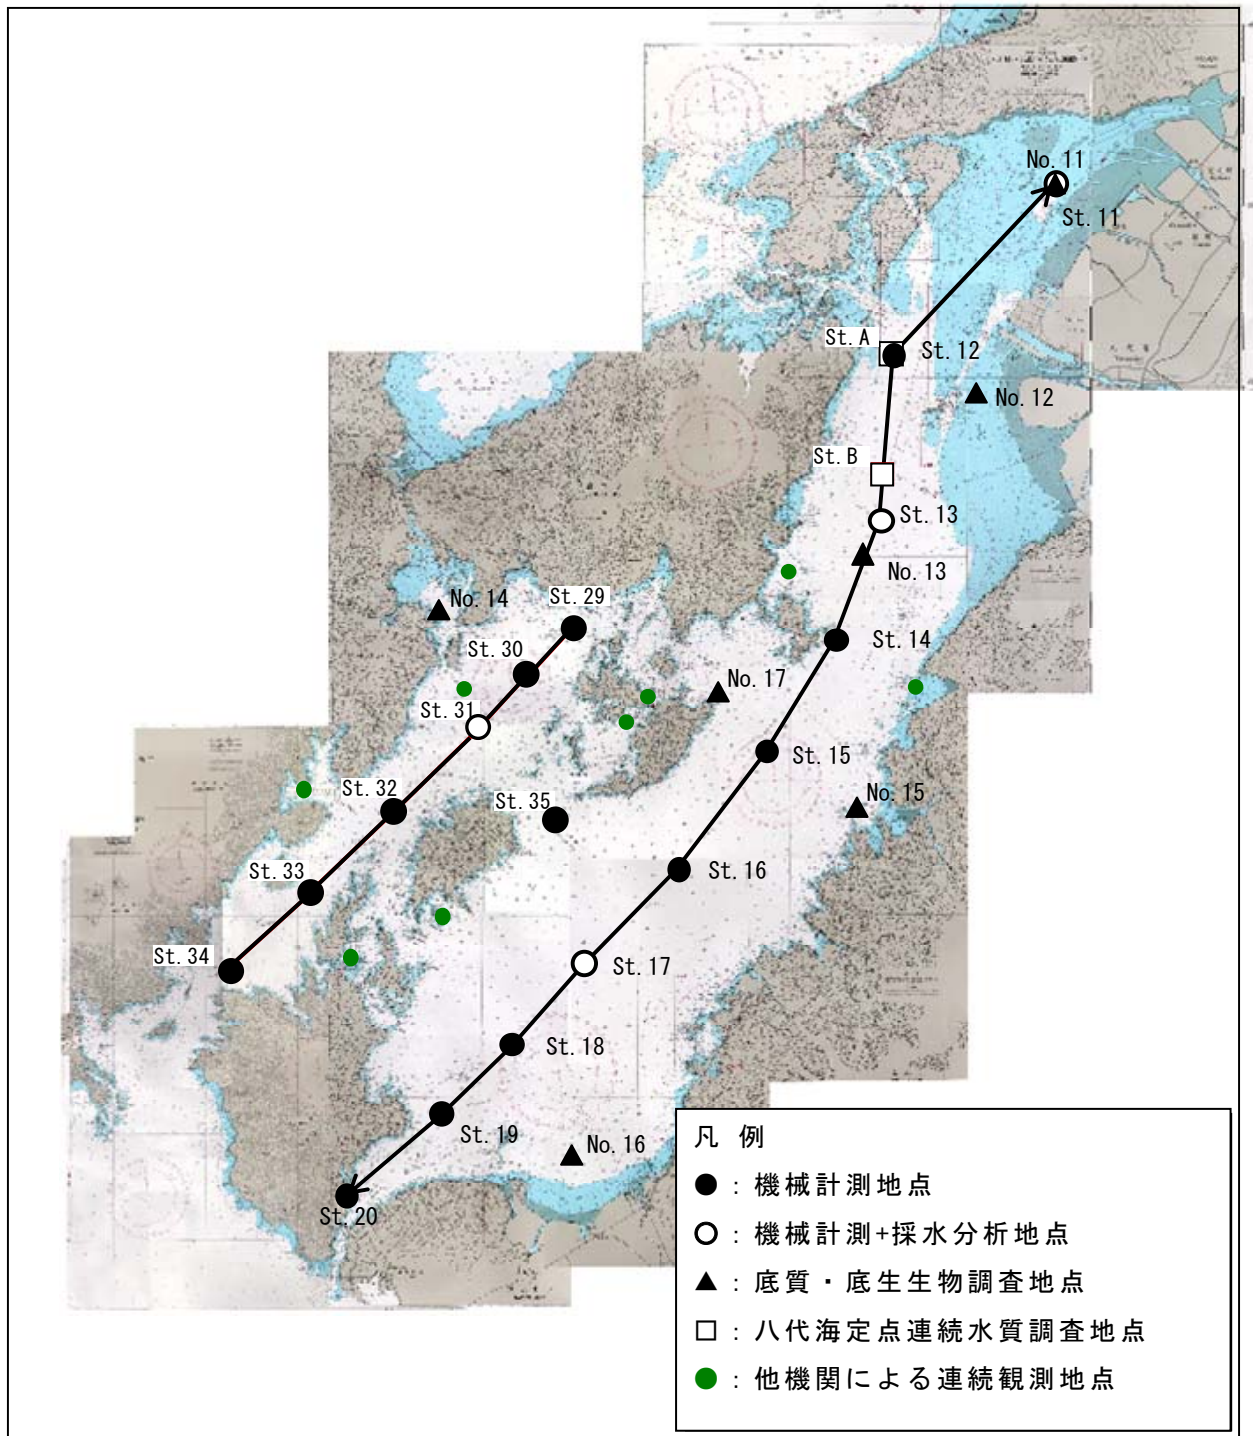 No. 11
St. 11
St. A
St. 12
No. 12
St. B
St. 13
No. 13
No. 14
St. 29
St. 14
St. 30
No. 17
St. 31
St. 15
St. 32
St. 35
No. 15
St. 16
St. 33
St. 34
St. 17
St. 18
St. 19
No. 16
St. 20
凡 例
● : 機械計測地点
○ : 機械計測+採水分析地点
▲ : 底質・底生生物調査地点
□ : 八代海定点連続水質調査地点
● : 他機関による連続観測地点